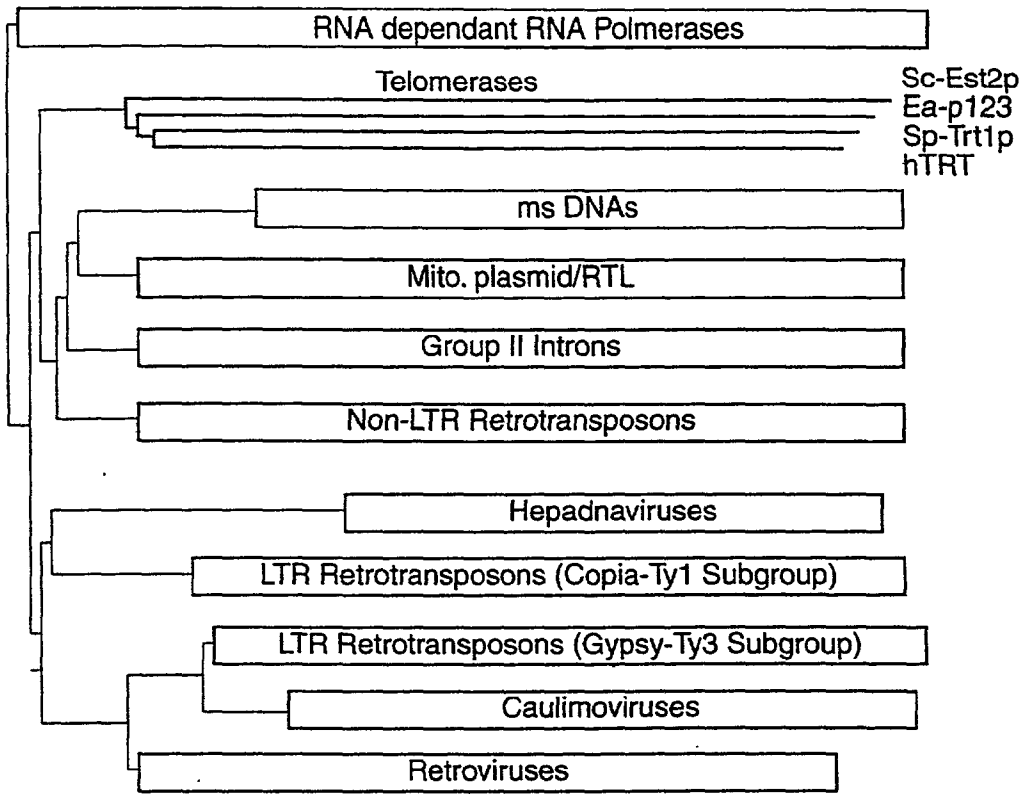 RNA dependant RNA Polmerases
Telomerases
Sc-Est2p
Ea-p123
Sp-Trt1p
hTRT
ms DNAs
Mito. plasmid/RTL
Group II Introns
Non-LTR Retrotransposons
Hepadnaviruses
LTR Retrotransposons (Copia-Ty1 Subgroup)
LTR Retrotransposons (Gypsy-Ty3 Subgroup)
Caulimoviruses
Retroviruses